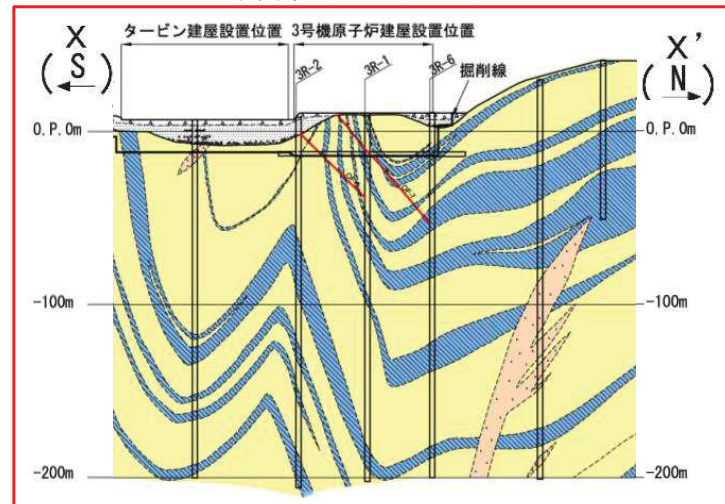 タービン建屋設置位置 3号機原子炉建屋設置位置
X
(S)
X'
(N)
3R-2
3R-1
3R-6
掘削線
O.P.0m
O.P.0m
-100m
-100m
-200m
-200m